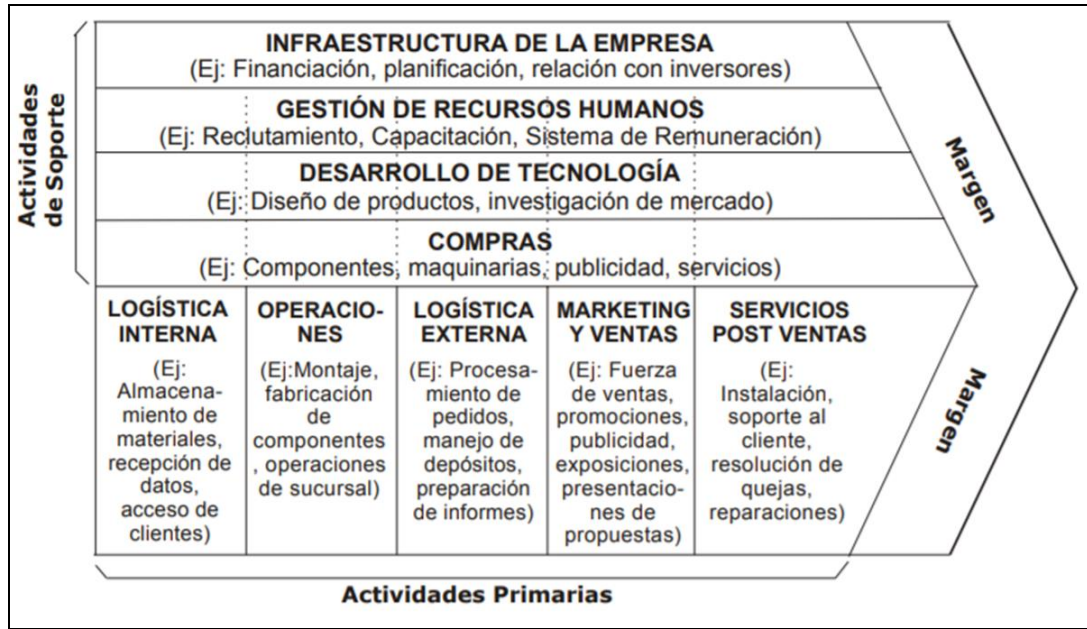 Actividades
de Soporte
INFRAESTRUCTURA DE LA EMPRESA
(Ej: Financiación, planificación, relación con inversores)
GESTIÓN DE RECURSOS HUMANOS
(Ej: Reclutamiento, Capacitación, Sistema de Remuneración)
DESARROLLO DE TECNOLOGÍA
(Ej: Diseño de productos, investigación de mercado)
COMPRAS
(Ej: Componentes, maquinarias, publicidad, servicios)
Margen
LOGÍSTICA
INTERNA
(Ej:
Almacena-
miento de
materiales,
recepción de
datos,
acceso de
clientes)
OPERACIO-
NES
(Ej:Montaje,
fabricación
de
componentes
, operaciones
de sucursal)
LOGÍSTICA
EXTERNA
(Ej: Procesa-
miento de
pedidos,
manejo de
depósitos,
preparación
de informes)
MARKETING
Y VENTAS
(Ej: Fuerza
de ventas,
promociones,
publicidad,
exposiciones,
presentacio-
nes de
propuestas)
SERVICIOS
POST VENTAS
(Ej:
Instalación,
soporte al
cliente,
resolución de
quejas,
reparaciones)
Margen
Actividades Primarias